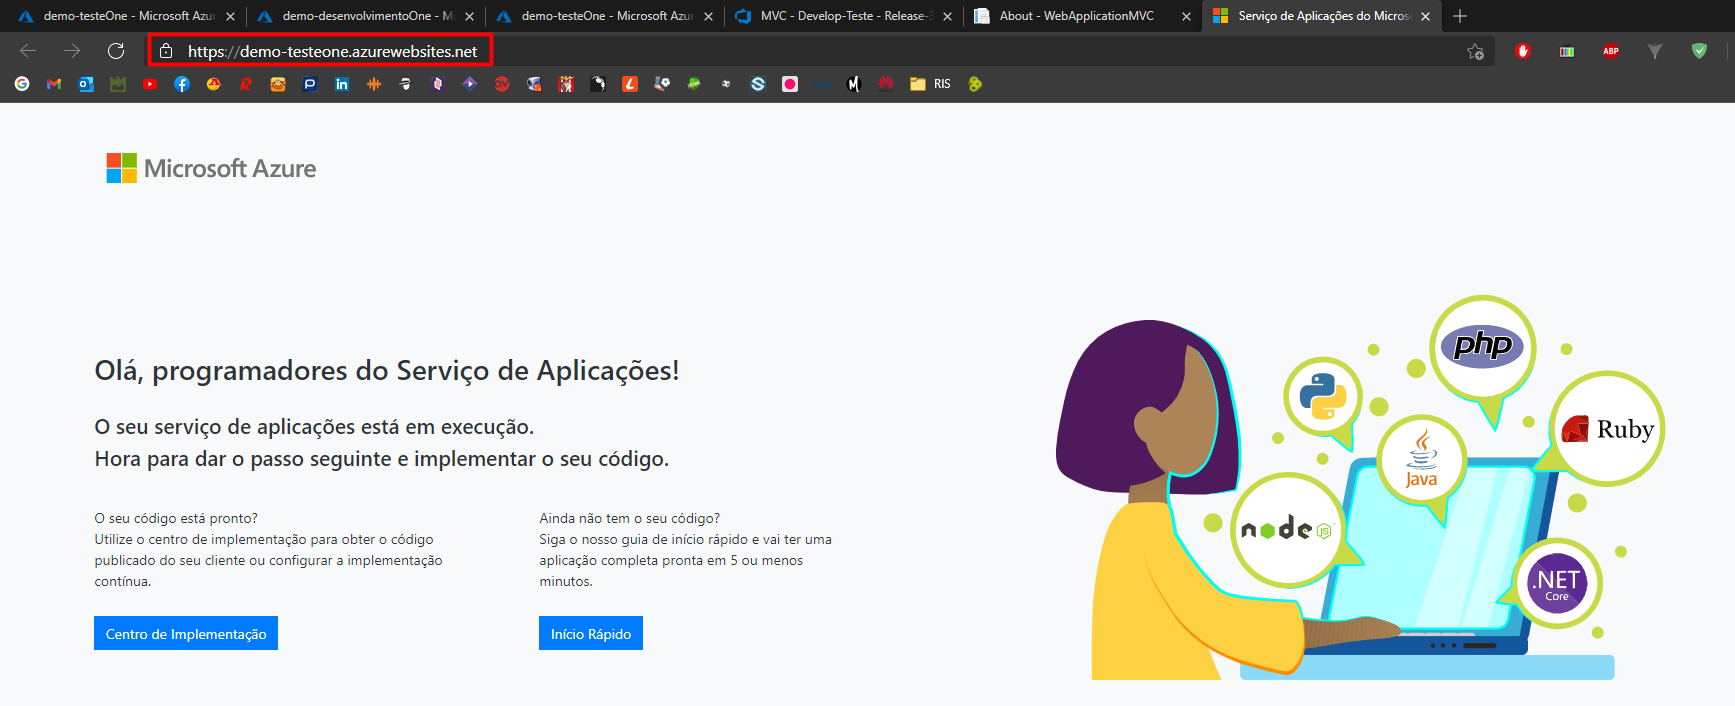 demo-testeOne - Microsoft Azur
demo-desenvolvimentoOne - Mi
demo-testeOne - Microsoft Azur
MVC - Develop-Teste - Release-3
About - WebApplicationMVC
Serviço de Aplicações do Micros
https://demo-testeone.azurewebsites.net
ABP
RIS
Microsoft Azure
Olá, programadores do Serviço de Aplicações!
O seu serviço de aplicações está em execução.
Hora para dar o passo seguinte e implementar o seu código.
O seu código está pronto?
Utilize o centro de implementação para obter o código
publicado do seu cliente ou configurar a implementação
contínua.
Centro de Implementação
Ainda não tem o seu código?
Siga o nosso guia de início rápido e vai ter uma
aplicação completa pronta em 5 ou menos
minutos.
Início Rápido
php
Ruby
Java
node
JS
.NET
Core